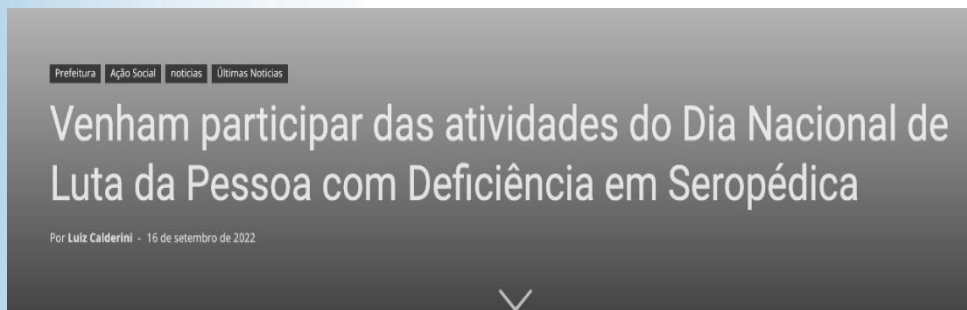 Prefeitura Ação Social noticias Últimas Noticias
Venham participar das atividades do Dia Nacional de
Luta da Pessoa com Deficiência em Seropédica
Por Luiz Calderini - 16 de setembro de 2022